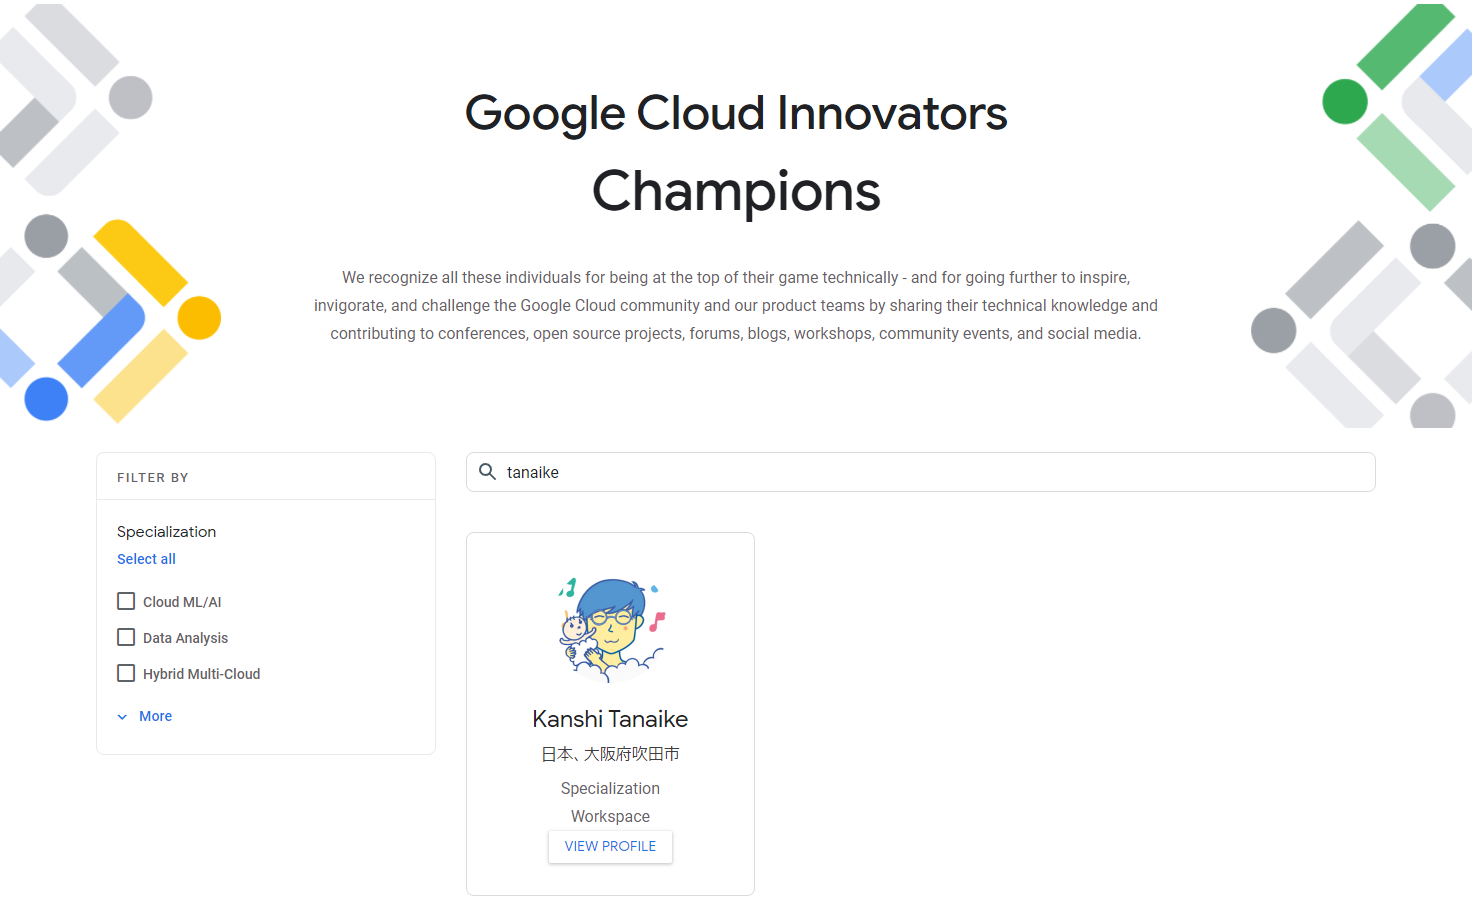 Google Cloud Innovators
Champions
We recognize all these individuals for being at the top of their game technically - and for going further to inspire,
invigorate, and challenge the Google Cloud community and our product teams by sharing their technical knowledge and
contributing to conferences, open source projects, forums, blogs, workshops, community events, and social media.
FILTER BY
Specialization
Select all
Cloud ML/AI
Data Analysis
Hybrid Multi-Cloud
More
tanaike
Kanshi Tanaike
日本、大阪府吹田市
Specialization
Workspace
VIEW PROFILE